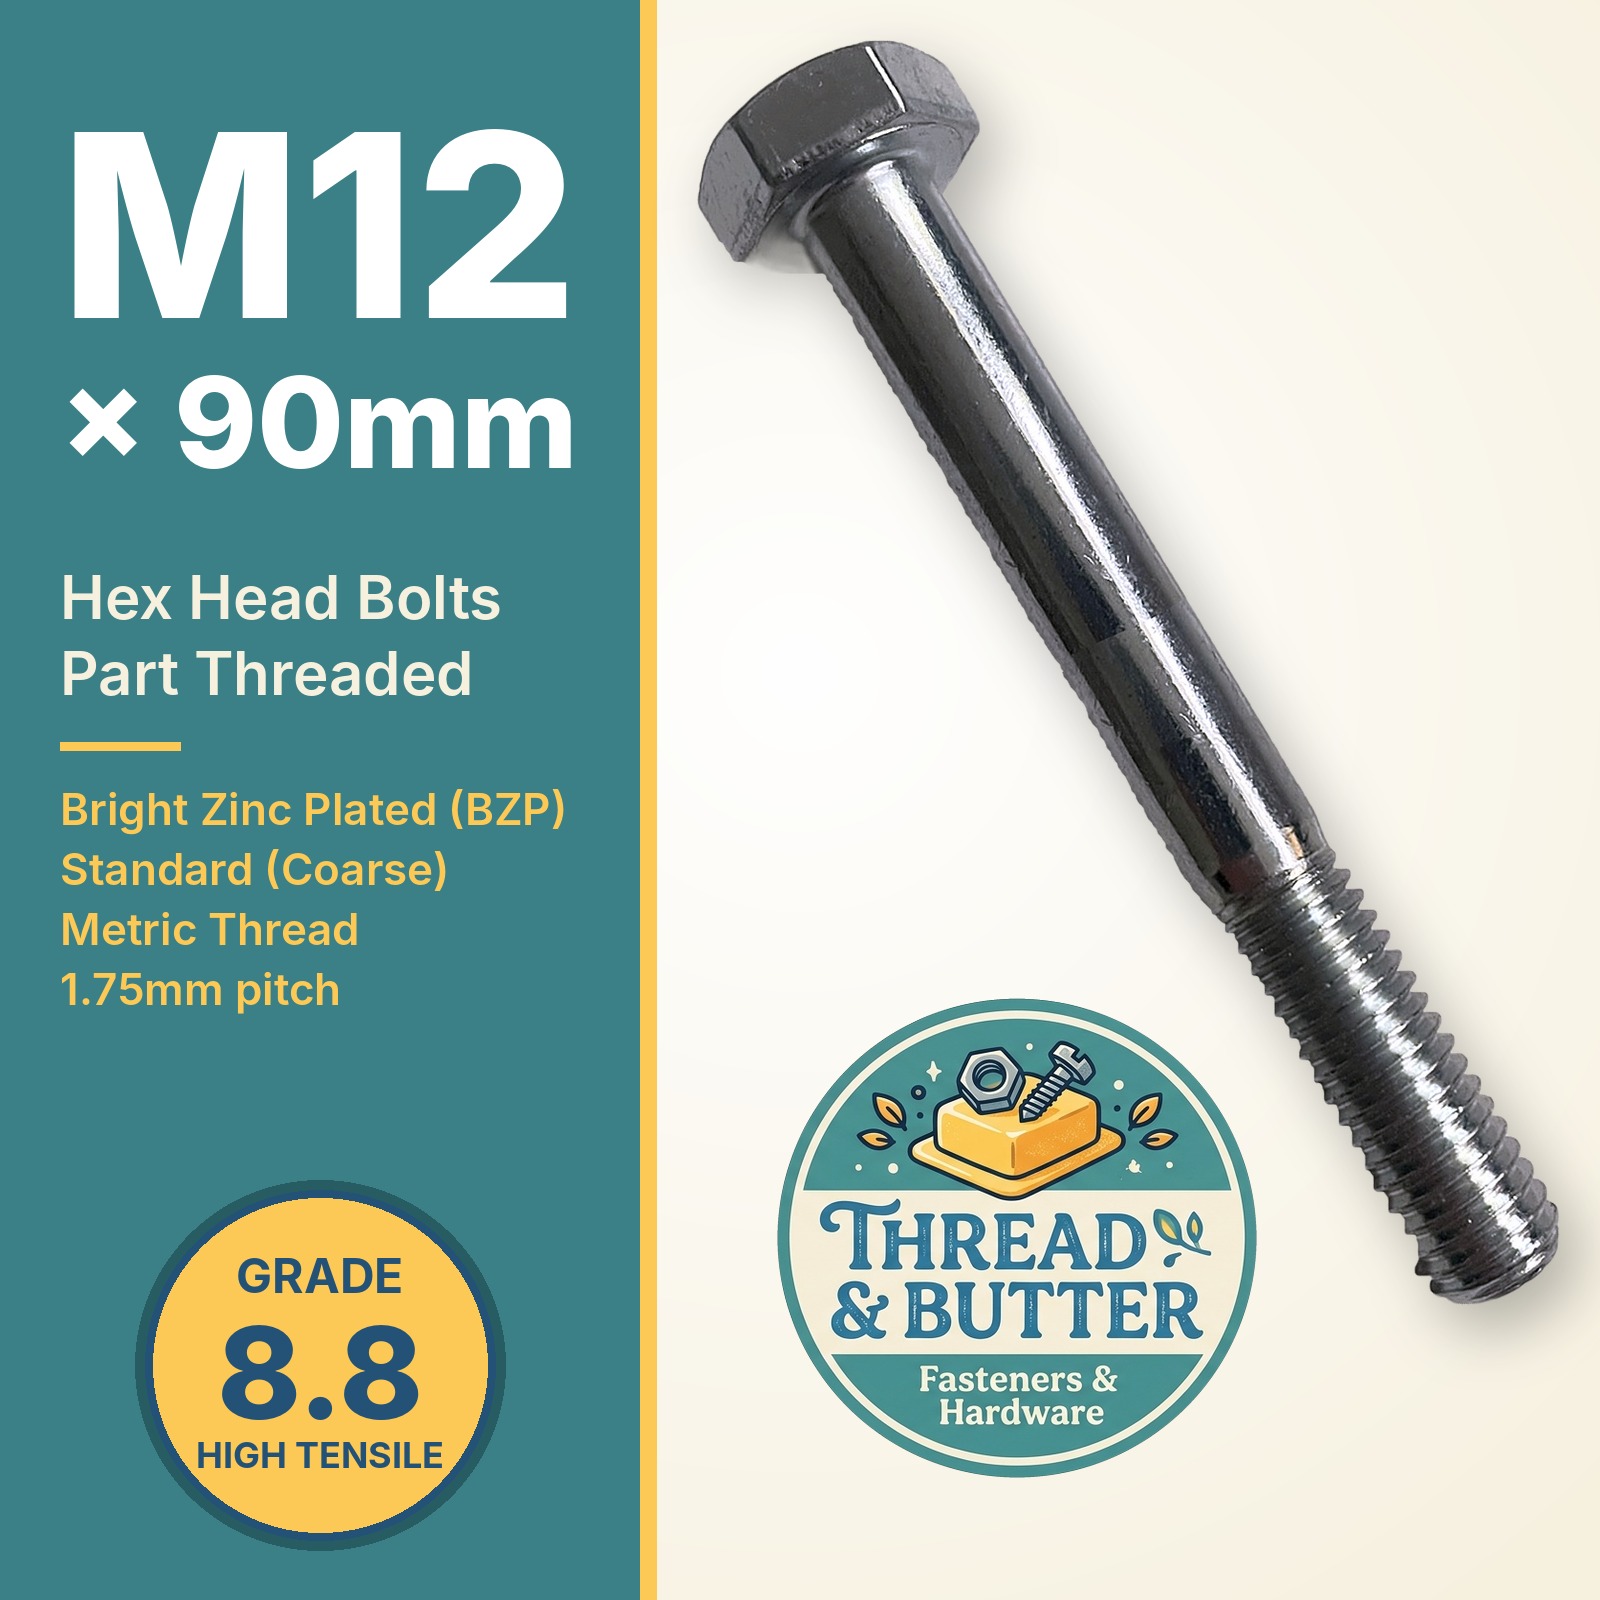 M12
× 90mm
Hex Head Bolts
Part Threaded
Bright Zinc Plated (BZP)
Standard (Coarse)
Metric Thread
1.75mm pitch
GRADE
8.8
HIGH TENSILE
THREAD
& BUTTER
Fasteners &
Hardware